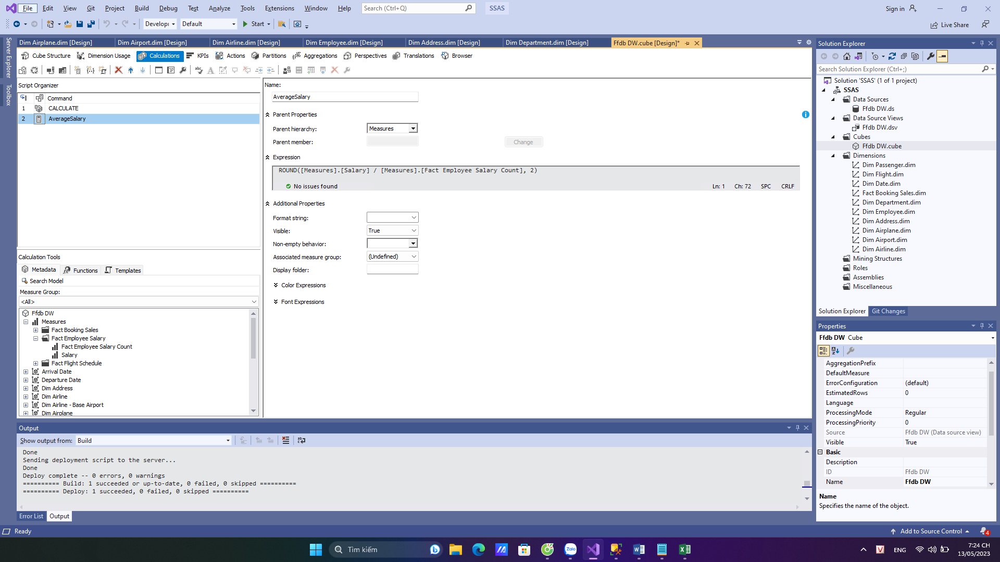 File Edit View Git Project Build Debug Test Analyze Tools Extensions Window Help Search (Ctrl+Q) SSAS Sign in
Developı Default Start Live Share
Server Explorer
Toolbox
Dim Airplane.dim [Design] Dim Airport.dim [Design] Dim Airline.dim [Design] Dim Employee.dim [Design] Dim Address.dim [Design] Dim Department.dim [Design] Ffdb DW.cube [Design]*
Cube Structure Dimension Usage Calculations KPIs Actions Partitions Aggregations Perspectives Translations Browser
Script Organizer
Command
1 CALCULATE
2 AverageSalary
Calculation Tools
Metadata Functions Templates
Search Model
Measure Group:
<All>
Ffdb DW
Measures
Fact Booking Sales
Fact Employee Salary
Fact Employee Salary Count
Salary
Fact Flight Schedule
Arrival Date
Departure Date
Dim Address
Dim Airline
Dim Airline - Base Airport
Dim Airplane
Name:
AverageSalary
Parent Properties
Parent hierarchy: Measures
Parent member: Change
Expression
ROUND([Measures].[Salary] / [Measures].[Fact Employee Salary Count], 2)
No issues found Ln: 1 Ch: 72 SPC CRLF
Additional Properties
Format string:
Visible: True
Non-empty behavior:
Associated measure group: (Undefined)
Display folder:
Color Expressions
Font Expressions
Output
Show output from: Build
Done
Sending deployment script to the server...
Done
Deploy complete -- 0 errors, 0 warnings
========== Build: 1 succeeded or up-to-date, 0 failed, 0 skipped ==========
========== Deploy: 1 succeeded, 0 failed, 0 skipped ==========
Error List Output
Solution Explorer
Search Solution Explorer (Ctrl+;)
Solution 'SSAS' (1 of 1 project)
SSAS
Data Sources
Ffdb DW.ds
Data Source Views
Ffdb DW.dsv
Cubes
Ffdb DW.cube
Dimensions
Dim Passenger.dim
Dim Flight.dim
Dim Date.dim
Fact Booking Sales.dim
Dim Department.dim
Dim Employee.dim
Dim Address.dim
Dim Airplane.dim
Dim Airport.dim
Dim Airline.dim
Mining Structures
Roles
Assemblies
Miscellaneous
Solution Explorer Git Changes
Properties
Ffdb DW Cube
AggregationPrefix
DefaultMeasure
ErrorConfiguration (default)
EstimatedRows 0
Language
ProcessingMode Regular
ProcessingPriority 0
Source Ffdb DW (Data source view)
Visible True
Basic
Description
ID Ffdb DW
Name Ffdb DW
Name
Specifies the name of the object.
Ready Add to Source Control 4
Tìm kiếm Zalo V ENG 7:24 CH
13/05/2023